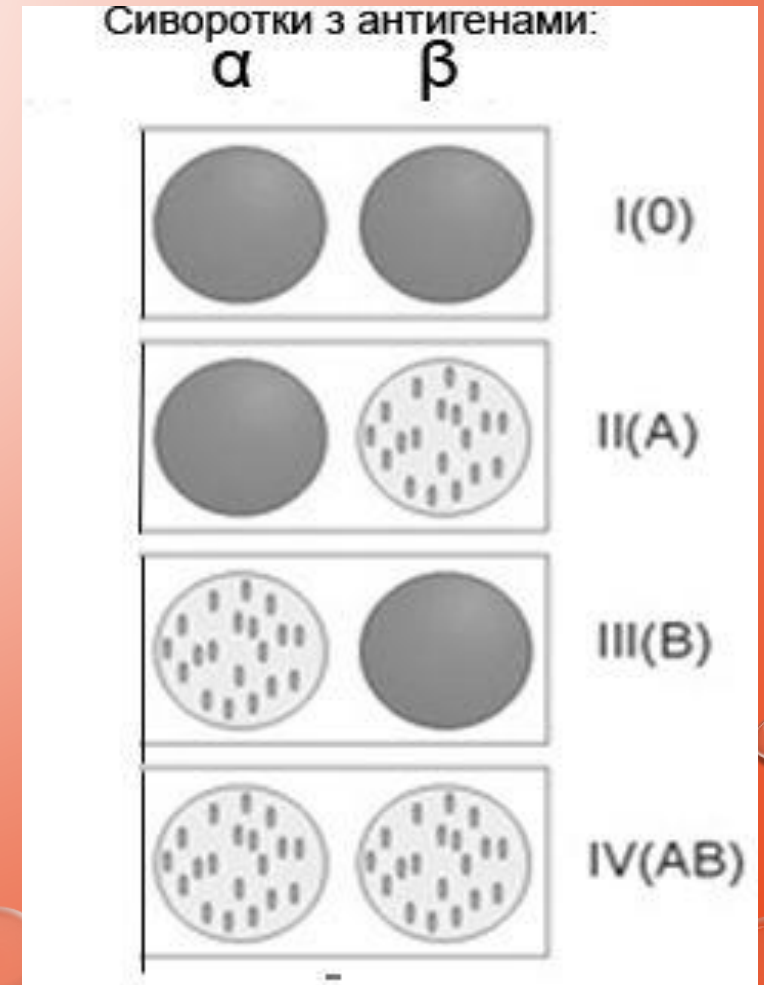 Сиворотки з антигенами:
α β
I(0)
II(A)
III(B)
IV(AB)